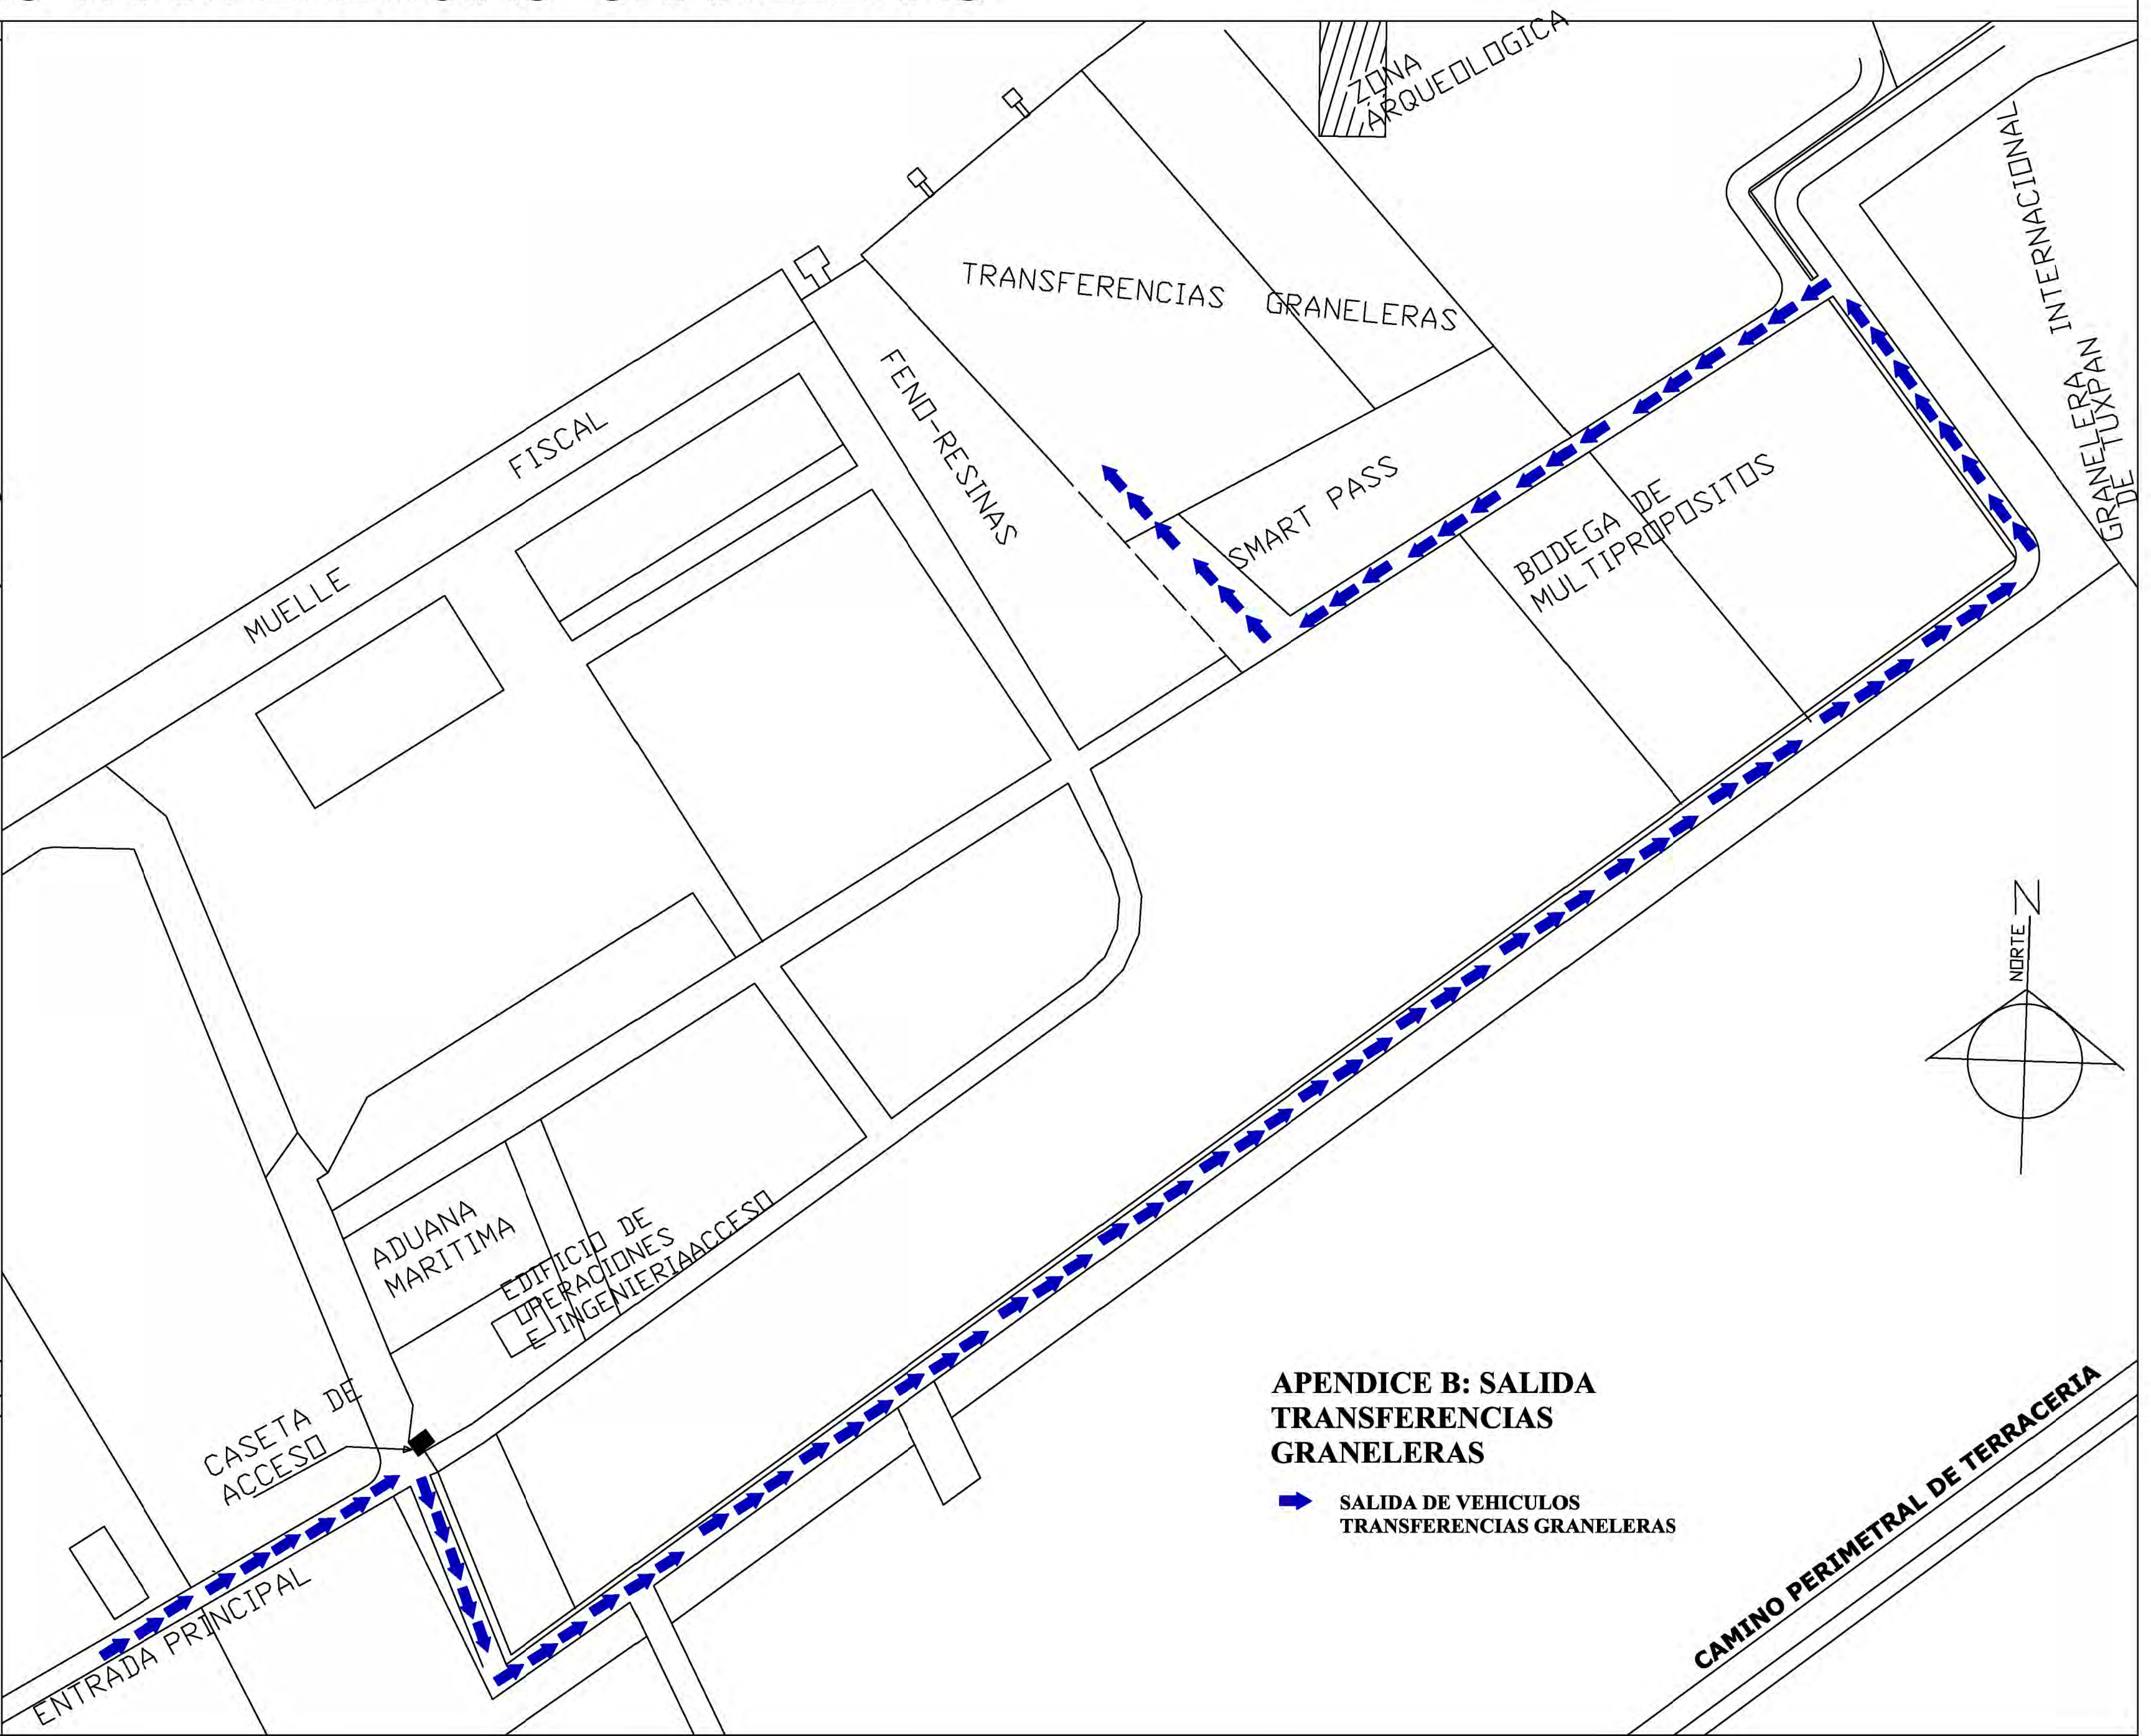 ZONA
ÁRQUEOLOGICA
TRANSFERENCIAS GRANELERAS
GRANELERA INTERNACIONAL
DE TUXPAN
FENO-RESINAS
MUELLE FISCAL
SMART PASS
BODEGA DE
MULTIPROPOSITOS
N
NORTE
ADUANA
MARITIMA
EDIFICIO DE
OPERACIONES
E INGENIERIA
ACCESO
CASETA DE
ACCESO
ENTRADA PRINCIPAL
APENDICE B: SALIDA
TRANSFERENCIAS
GRANELERAS
SALIDA DE VEHICULOS
TRANSFERENCIAS GRANELERAS
CAMINO PERIMETRAL DE TERRACERIA